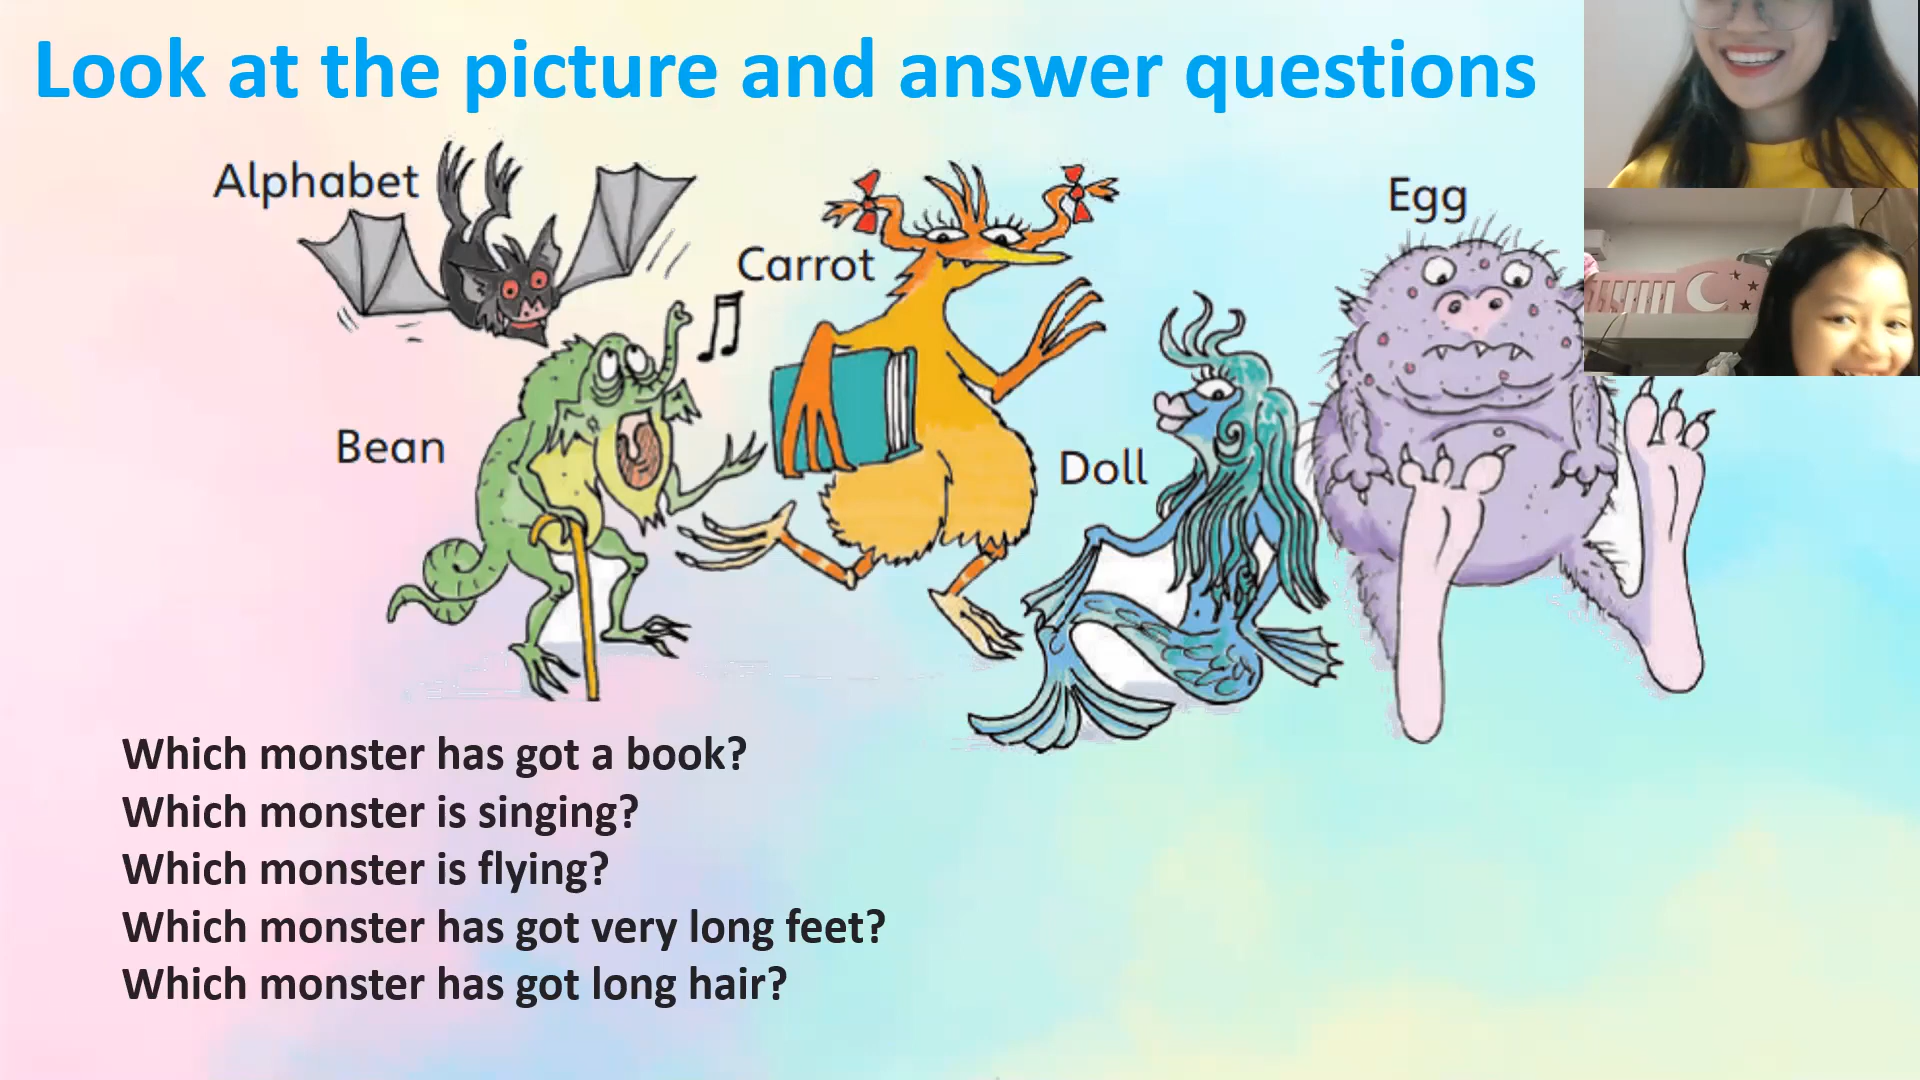 Look at the picture and answer questions
Alphabet
Egg
Carrot
Bean
Doll
Which monster has got a book?
Which monster is singing?
Which monster is flying?
Which monster has got very long feet?
Which monster has got long hair?